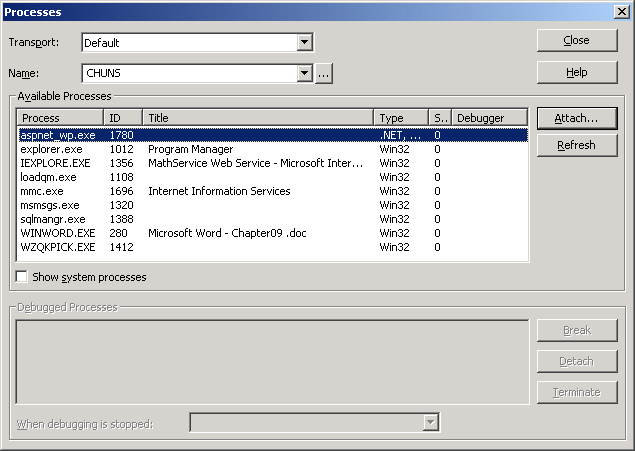 Processes
Transport: Default Close
Name: CHUNS ... Help
Available Processes
Process ID Title Type S.. Debugger Attach...
aspnet_wp.exe 1780 .NET, ... 0
explorer.exe 1012 Program Manager Win32 0 Refresh
IEXPLORE.EXE 1356 MathService Web Service - Microsoft Inter... Win32 0
loadqm.exe 1108 Win32 0
mmc.exe 1696 Internet Information Services Win32 0
msmsgs.exe 1320 Win32 0
sqlmangr.exe 1388 Win32 0
WINWORD.EXE 280 Microsoft Word - Chapter09 .doc Win32 0
WZQKPICK.EXE 1412 Win32 0
Show system processes
Debugged Processes
Break
Detach
Terminate
When debugging is stopped: